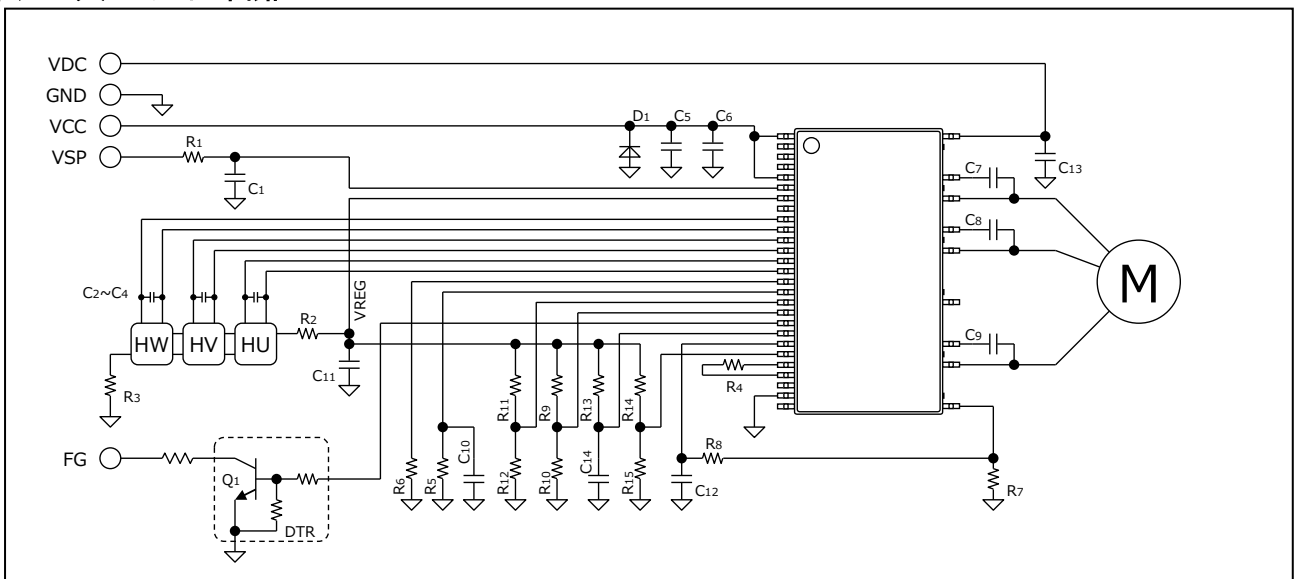 VDC
GND
VCC
VSP
R1
C1
D1
C5
C6
C7
C13
C8
C9
M
C2~C4
HW
HV
HU
R2
VREG
R3
C11
R11
R9
R13
R14
R4
R8
FG
Q1
DTR
R6
R5
C10
R12
R10
C14
R15
C12
R7